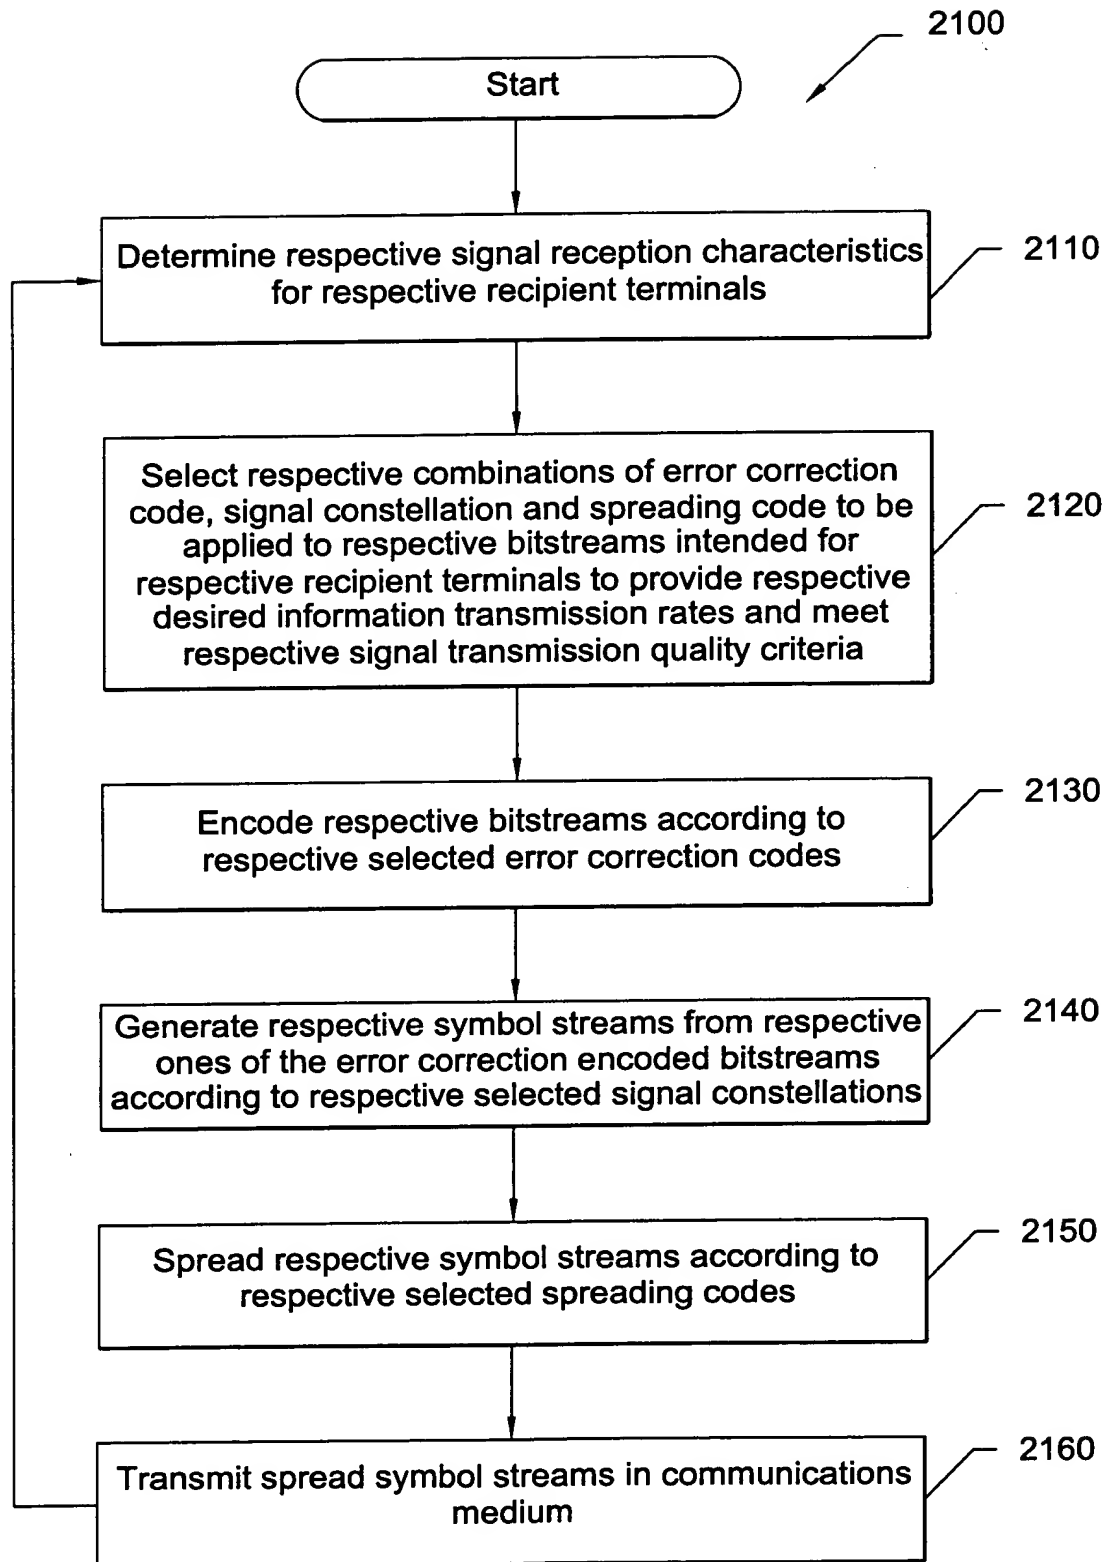 2100
Start
Determine respective signal reception characteristics
for respective recipient terminals
2110
Select respective combinations of error correction
code, signal constellation and spreading code to be
applied to respective bitstreams intended for
respective recipient terminals to provide respective
desired information transmission rates and meet
respective signal transmission quality criteria
2120
Encode respective bitstreams according to
respective selected error correction codes
2130
Generate respective symbol streams from respective
ones of the error correction encoded bitstreams
according to respective selected signal constellations
2140
Spread respective symbol streams according to
respective selected spreading codes
2150
Transmit spread symbol streams in communications
medium
2160